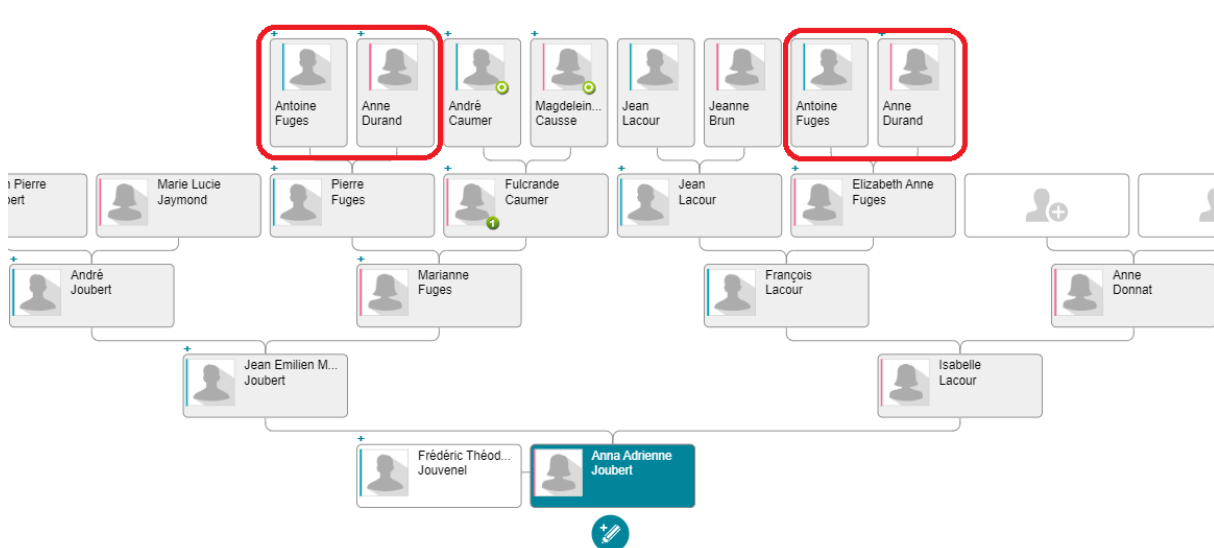 Antoine
Fuges
Anne
Durand
André
Caumer
Magdelein...
Causse
Jean
Lacour
Jeanne
Brun
Antoine
Fuges
Anne
Durand
Pierre
Marie Lucie
Jaymond
Pierre
Fuges
Fulcrande
Caumer
1
Jean
Lacour
Elizabeth Anne
Fuges
André
Joubert
Marianne
Fuges
François
Lacour
Anne
Donnat
Jean Emilien M...
Joubert
Isabelle
Lacour
Frédéric Théod...
Jouvenel
Anna Adrienne
Joubert